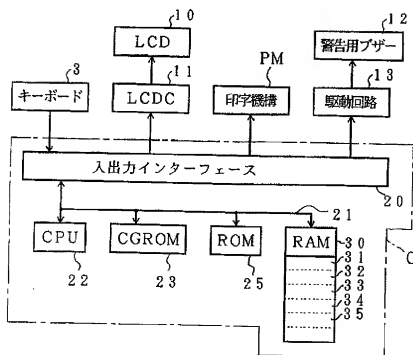 10
LCD
12
警告用ブザー
3
11
PM
13
キーボード
LCDC
印字機構
駆動回路
入出力インターフェース
20
21
CPU
CGROM
ROM
RAM
30
22
23
25
31
32
33
34
35
C